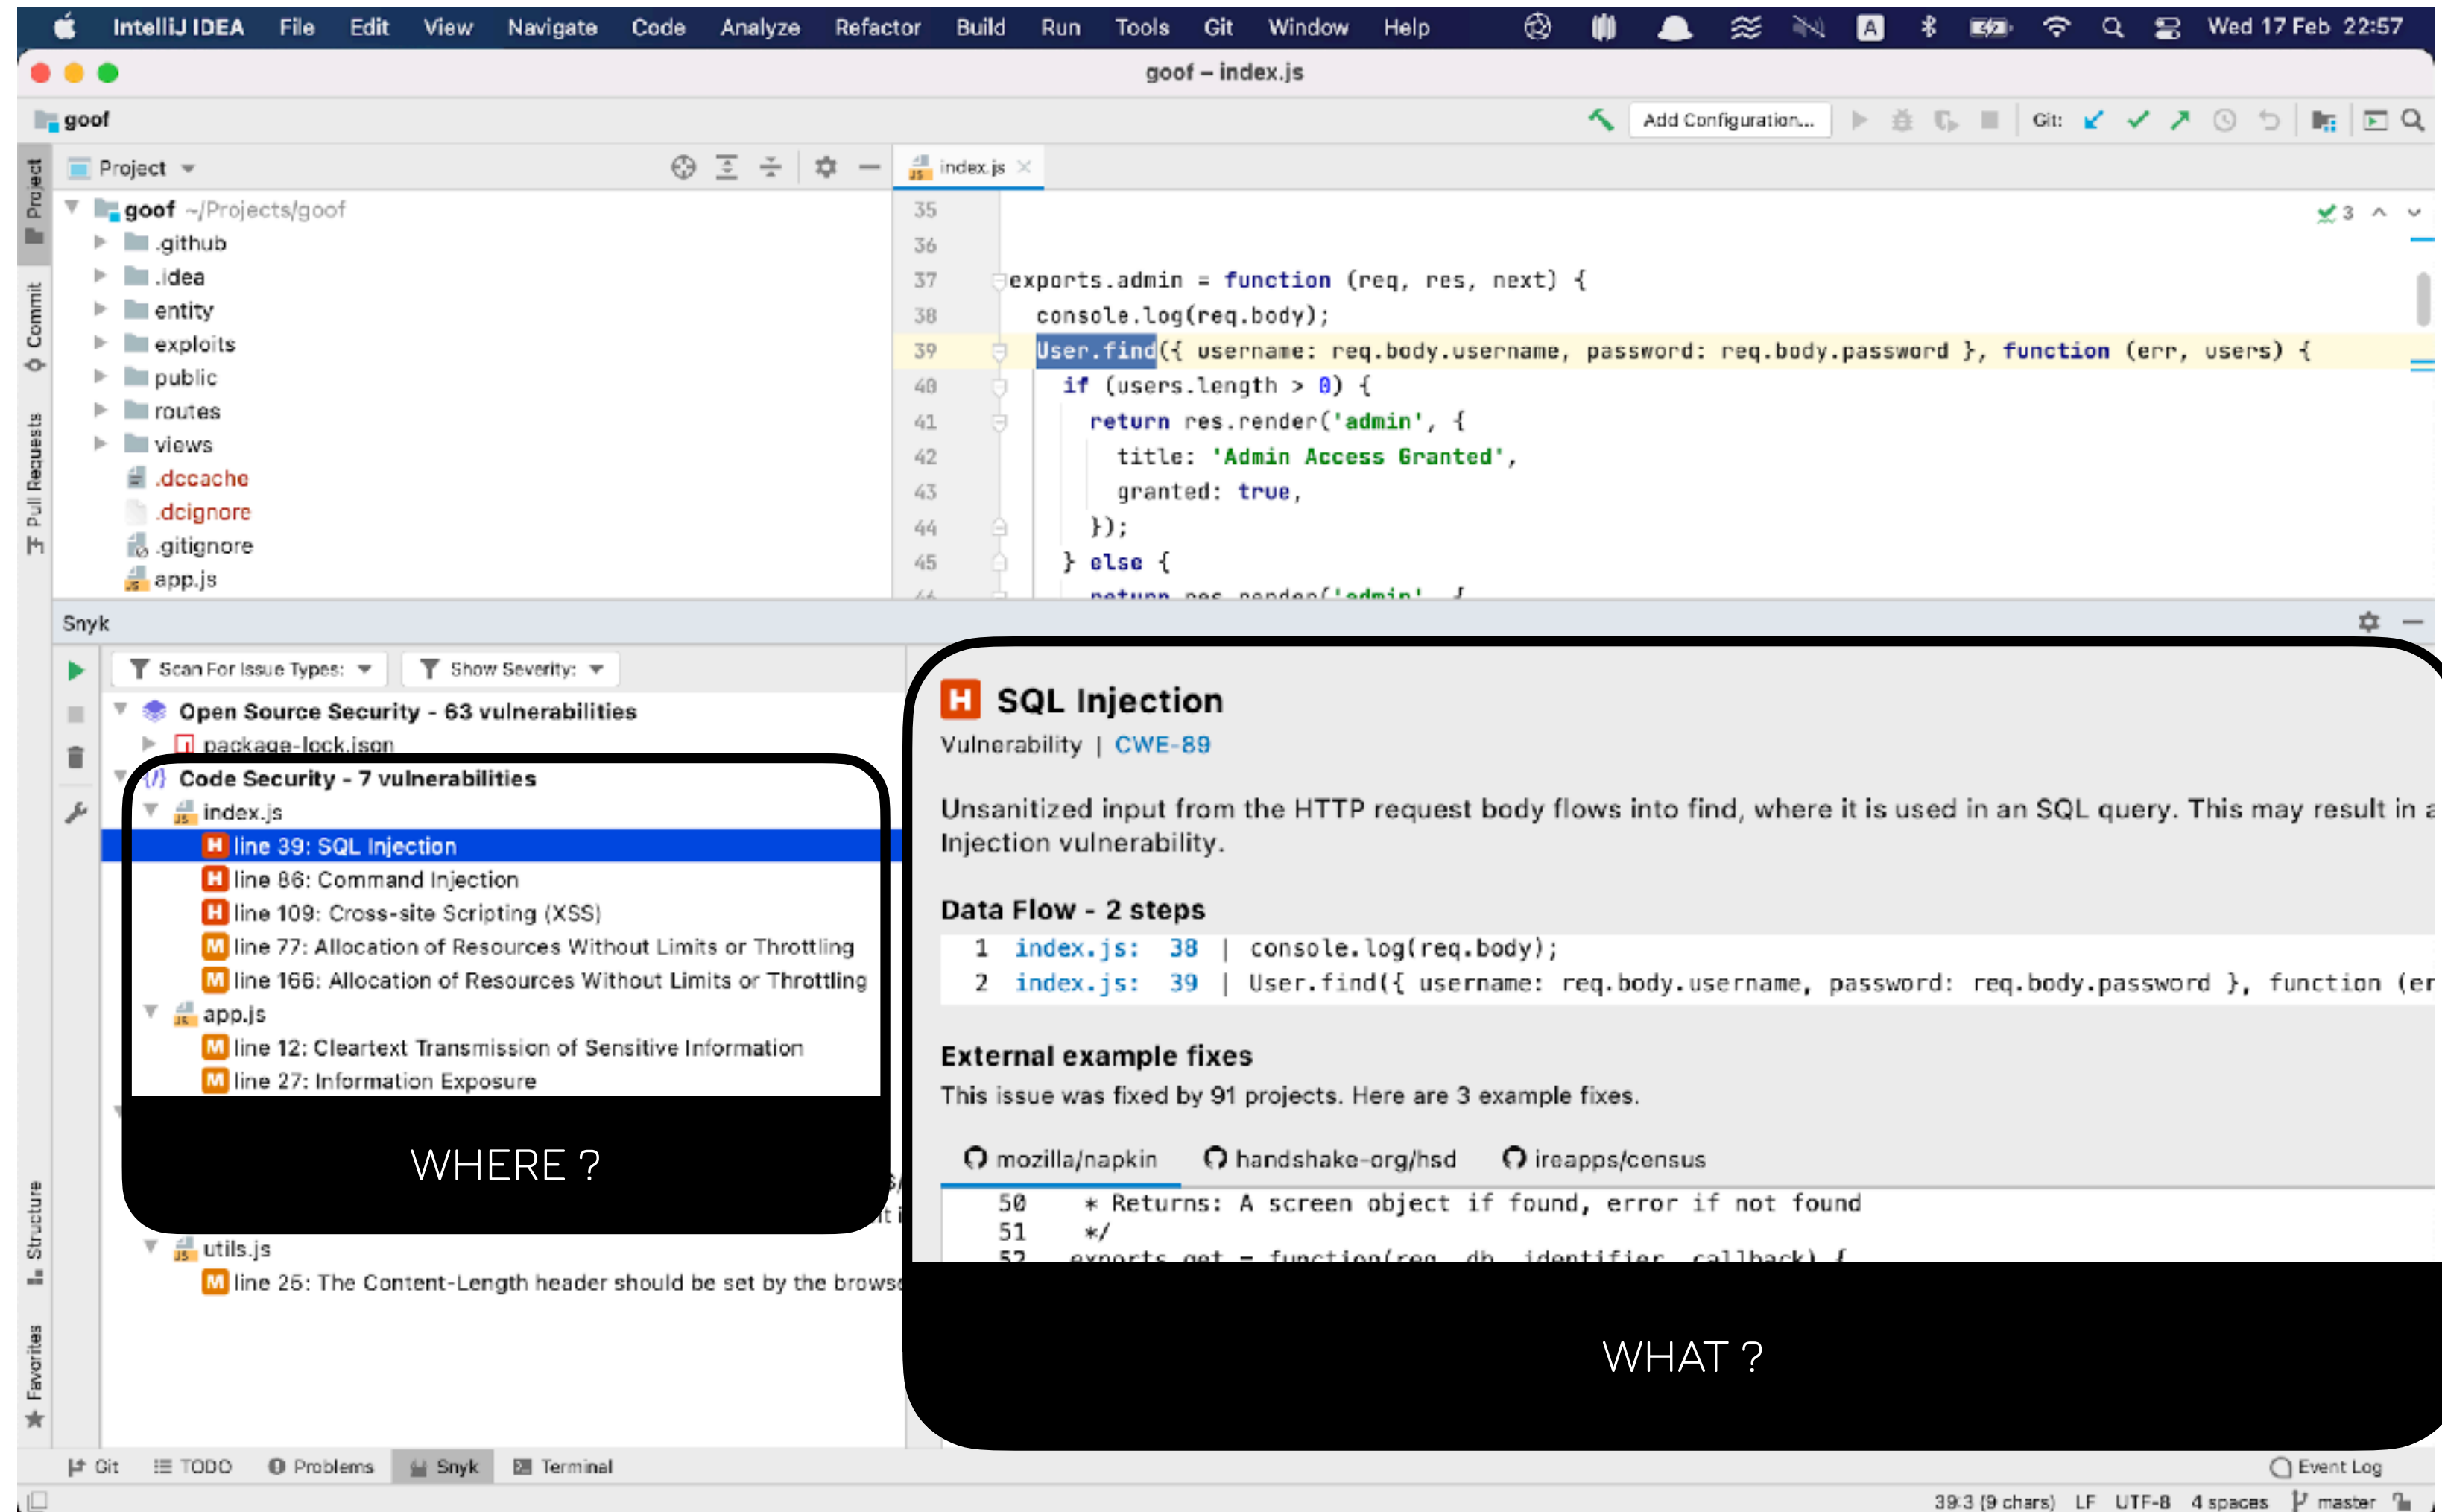 IntelliJ IDEA File Edit View Navigate Code Analyze Refactor Build Run Tools Git Window Help A Wed 17 Feb 22:57
goof – index.js
goof Add Configuration... Git:
Project
index.js
Project
Commit
Pull Requests
goof ~/Projects/goof
.github
.idea
entity
exploits
public
routes
views
.dccache
.dcignore
.gitignore
app.js
3
35
36
37 exports.admin = function (req, res, next) {
38 console.log(req.body);
39 User.find({ username: req.body.username, password: req.body.password }, function (err, users) {
40 if (users.length > 0) {
41 return res.render('admin', {
42 title: 'Admin Access Granted',
43 granted: true,
44 });
45 } else {
46 return res.render('admin', {
Snyk
Scan For Issue Types: Show Severity:
Open Source Security - 63 vulnerabilities
package-lock.json
Code Security - 7 vulnerabilities
index.js
H line 39: SQL Injection
H line 86: Command Injection
H line 109: Cross-site Scripting (XSS)
M line 77: Allocation of Resources Without Limits or Throttling
M line 166: Allocation of Resources Without Limits or Throttling
app.js
M line 12: Cleartext Transmission of Sensitive Information
M line 27: Information Exposure
WHERE ?
utils.js
M line 25: The Content-Length header should be set by the browse
H SQL Injection
Vulnerability | CWE-89
Unsanitized input from the HTTP request body flows into find, where it is used in an SQL query. This may result in a
Injection vulnerability.
Data Flow - 2 steps
1 index.js: 38 | console.log(req.body);
2 index.js: 39 | User.find({ username: req.body.username, password: req.body.password }, function (er
External example fixes
This issue was fixed by 91 projects. Here are 3 example fixes.
mozilla/napkin handshake-org/hsd ireapps/census
50 * Returns: A screen object if found, error if not found
51 */
52 exports.get = function(req, db, identifier, callback) {
WHAT ?
Structure
Favorites
Git TODO Problems Snyk Terminal
Event Log
39:3 (9 chars) LF UTF-8 4 spaces master